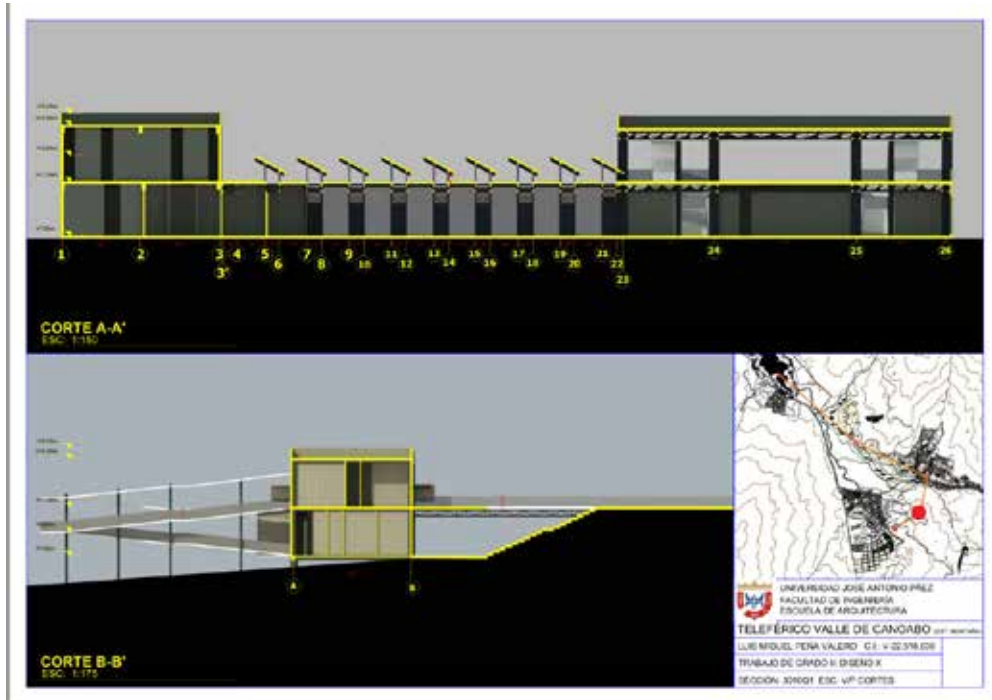 1 2 3 4 5 7 9 11 13 15 17 19 21 22 24 25 26
3' 6 8 10 12 14 16 18 20 23
CORTE A-A'
ESC: 1:150
A B
CORTE B-B'
ESC: 1:175
UNIVERSIDAD JOSÉ ANTONIO PÁEZ
FACULTAD DE INGENIERÍA
ESCUELA DE ARQUITECTURA
TELEFÉRICO VALLE DE CANOABO
LUIS MIGUEL PEÑA VALERO C.I.:
TRABAJO DE GRADO II: DISEÑO X
SECCIÓN: ESC: CORTES